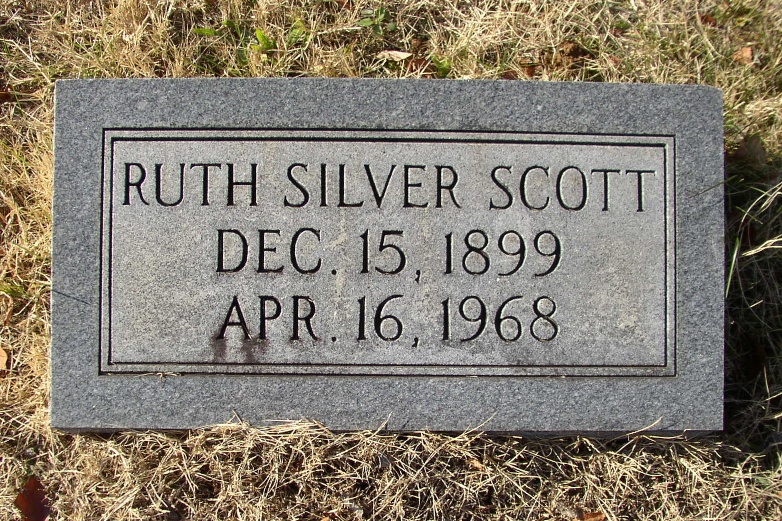 RUTH SILVER SCOTT
DEC. 15, 1899
APR. 16, 1968